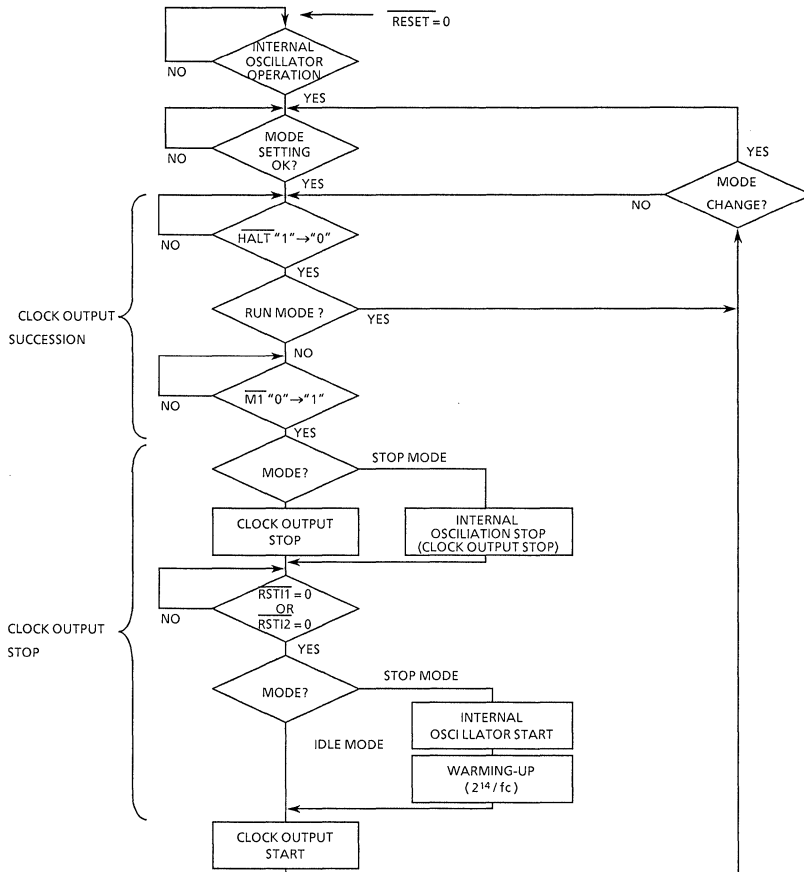 RESET = 0
INTERNAL
OSCILLATOR
OPERATION
NO
YES
MODE
SETTING
OK?
NO
YES
YES
MODE
CHANGE?
NO
HALT "1"→"0"
NO
YES
RUN MODE ?
YES
CLOCK OUTPUT
SUCCESSION
NO
M1 "0"→"1"
NO
YES
MODE?
STOP MODE
CLOCK OUTPUT
STOP
INTERNAL
OSCILIATION STOP
(CLOCK OUTPUT STOP)
RSTI1 = 0
OR
RSTI2 = 0
NO
YES
CLOCK OUTPUT
STOP
MODE?
STOP MODE
INTERNAL
OSCILLATOR START
IDLE MODE
WARMING-UP
(2¹⁴/fc)
CLOCK OUTPUT
START